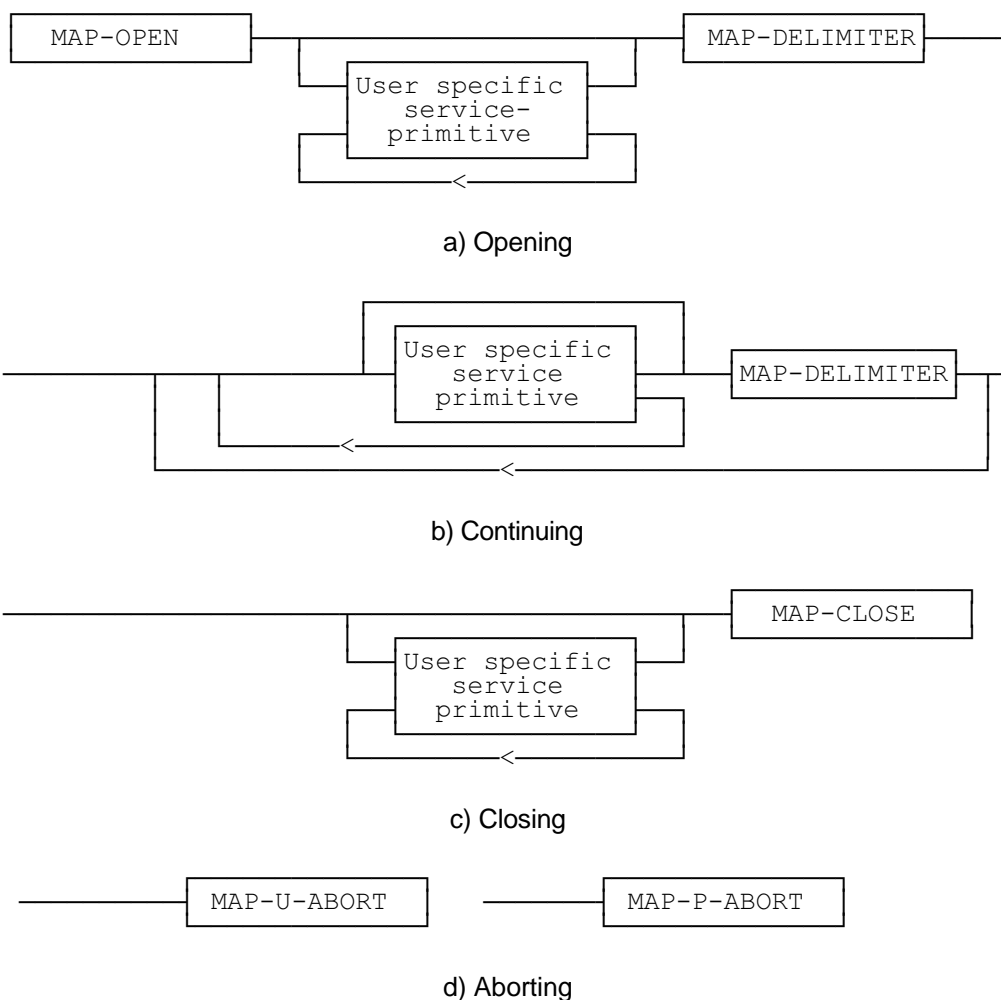 MAP-OPEN
MAP-DELIMITER
User specific
service-
primitive
<
a) Opening
User specific
service
primitive
MAP-DELIMITER
<
<
b) Continuing
MAP-CLOSE
User specific
service
primitive
<
c) Closing
MAP-U-ABORT
MAP-P-ABORT
d) Aborting